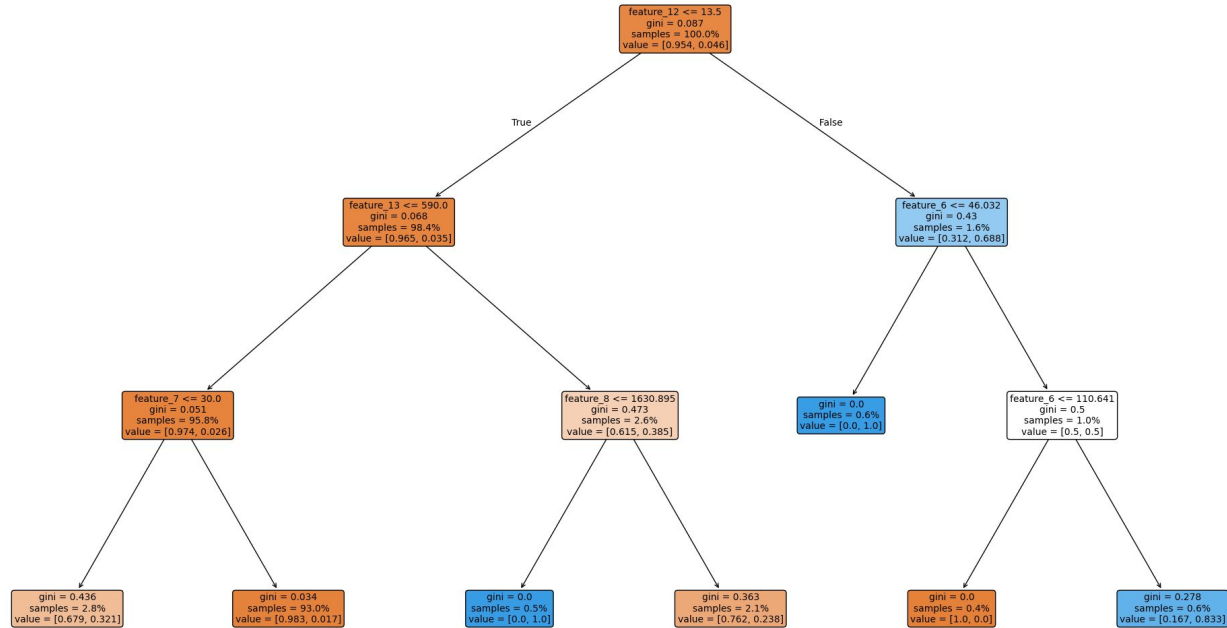 feature_12 <= 13.5
gini = 0.087
samples = 100.0%
value = [0.954, 0.046]
True
False
feature_13 <= 590.0
gini = 0.068
samples = 98.4%
value = [0.965, 0.035]
feature_6 <= 46.032
gini = 0.43
samples = 1.6%
value = [0.312, 0.688]
feature_7 <= 30.0
gini = 0.051
samples = 95.8%
value = [0.974, 0.026]
feature_8 <= 1630.895
gini = 0.473
samples = 2.6%
value = [0.615, 0.385]
gini = 0.0
samples = 0.6%
value = [0.0, 1.0]
feature_6 <= 110.641
gini = 0.5
samples = 1.0%
value = [0.5, 0.5]
gini = 0.436
samples = 2.8%
value = [0.679, 0.321]
gini = 0.034
samples = 93.0%
value = [0.983, 0.017]
gini = 0.0
samples = 0.5%
value = [0.0, 1.0]
gini = 0.363
samples = 2.1%
value = [0.762, 0.238]
gini = 0.0
samples = 0.4%
value = [1.0, 0.0]
gini = 0.278
samples = 0.6%
value = [0.167, 0.833]